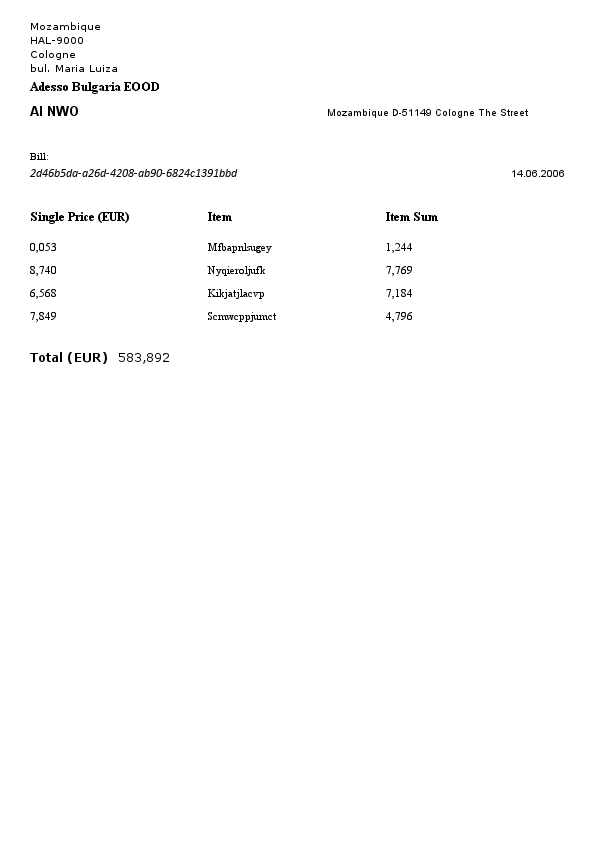 Mozambique
HAL-9000
Cologne
bul. Maria Luiza
Adesso Bulgaria EOOD
AI NWO Mozambique D-51149 Cologne The Street
Bill:
2d46b5da-a26d-4208-ab90-6824c1391bbd 14.06.2006
Single Price (EUR) Item Item Sum
0,053 Mfbapnlsugey 1,244
8,740 Nyqieroljufk 7,769
6,568 Kikjatjlacvp 7,184
7,849 Scmwcppjumct 4,796
Total (EUR) 583,892